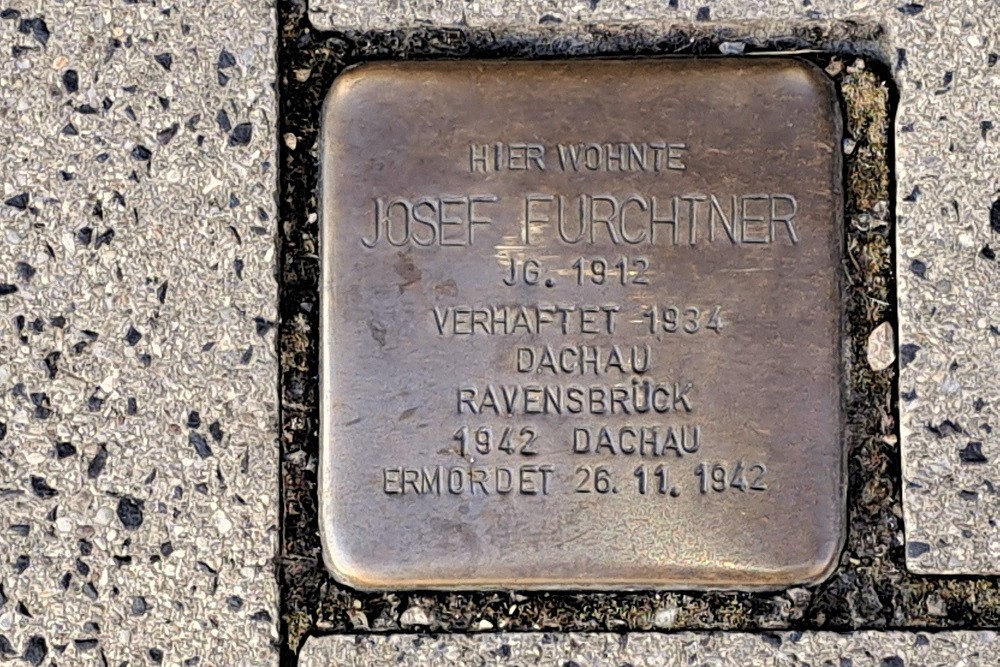 HIER WOHNTE
JOSEF FURCHTNER
JG. 1912
VERHAFTET 1934
DACHAU
RAVENSBRÜCK
1942 DACHAU
ERMORDET 26. 11. 1942